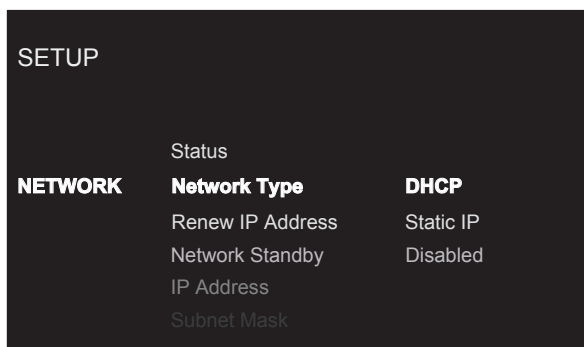 SETUP
Status
NETWORK Network Type DHCP
Renew IP Address Static IP
Network Standby Disabled
IP Address
Subnet Mask